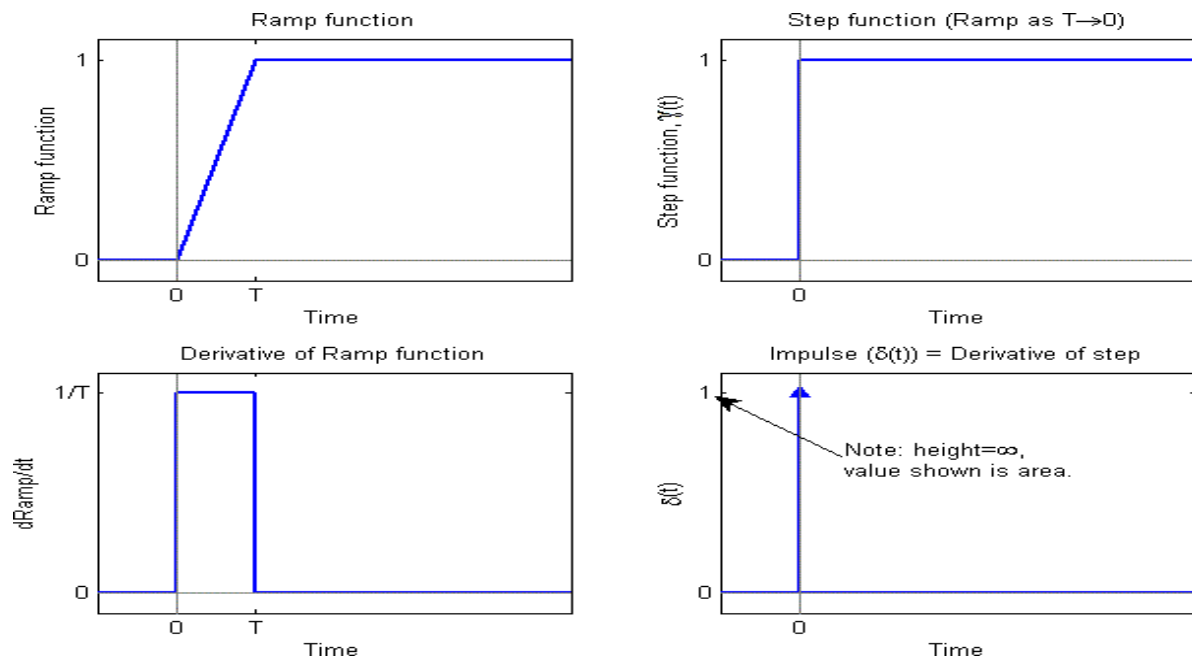 Ramp function
1
0
Ramp function
0 T
Time
Step function (Ramp as T→0)
1
0
Step function, γ(t)
0
Time
Derivative of Ramp function
1/T
0
dRamp/dt
0 T
Time
Impulse (δ(t)) = Derivative of step
1
0
δ(t)
Note: height=∞,
value shown is area.
0
Time